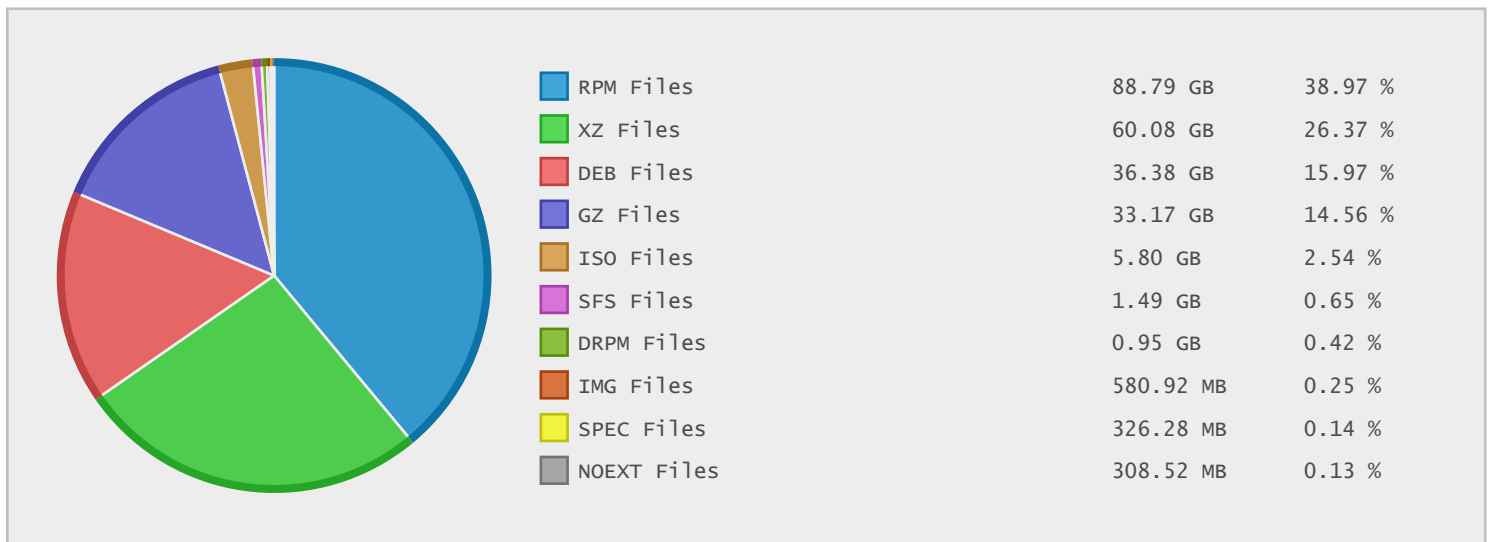 RPM Files 88.79 GB 38.97 %
XZ Files 60.08 GB 26.37 %
DEB Files 36.38 GB 15.97 %
GZ Files 33.17 GB 14.56 %
ISO Files 5.80 GB 2.54 %
SFS Files 1.49 GB 0.65 %
DRPM Files 0.95 GB 0.42 %
IMG Files 580.92 MB 0.25 %
SPEC Files 326.28 MB 0.14 %
NOEXT Files 308.52 MB 0.13 %